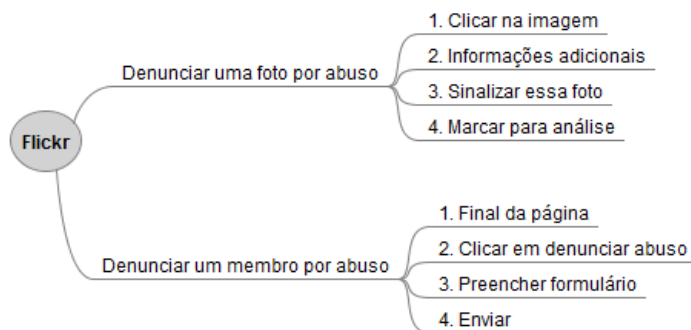 Flickr
Denunciar uma foto por abuso
1. Clicar na imagem
2. Informações adicionais
3. Sinalizar essa foto
4. Marcar para análise
Denunciar um membro por abuso
1. Final da página
2. Clicar em denunciar abuso
3. Preencher formulário
4. Enviar